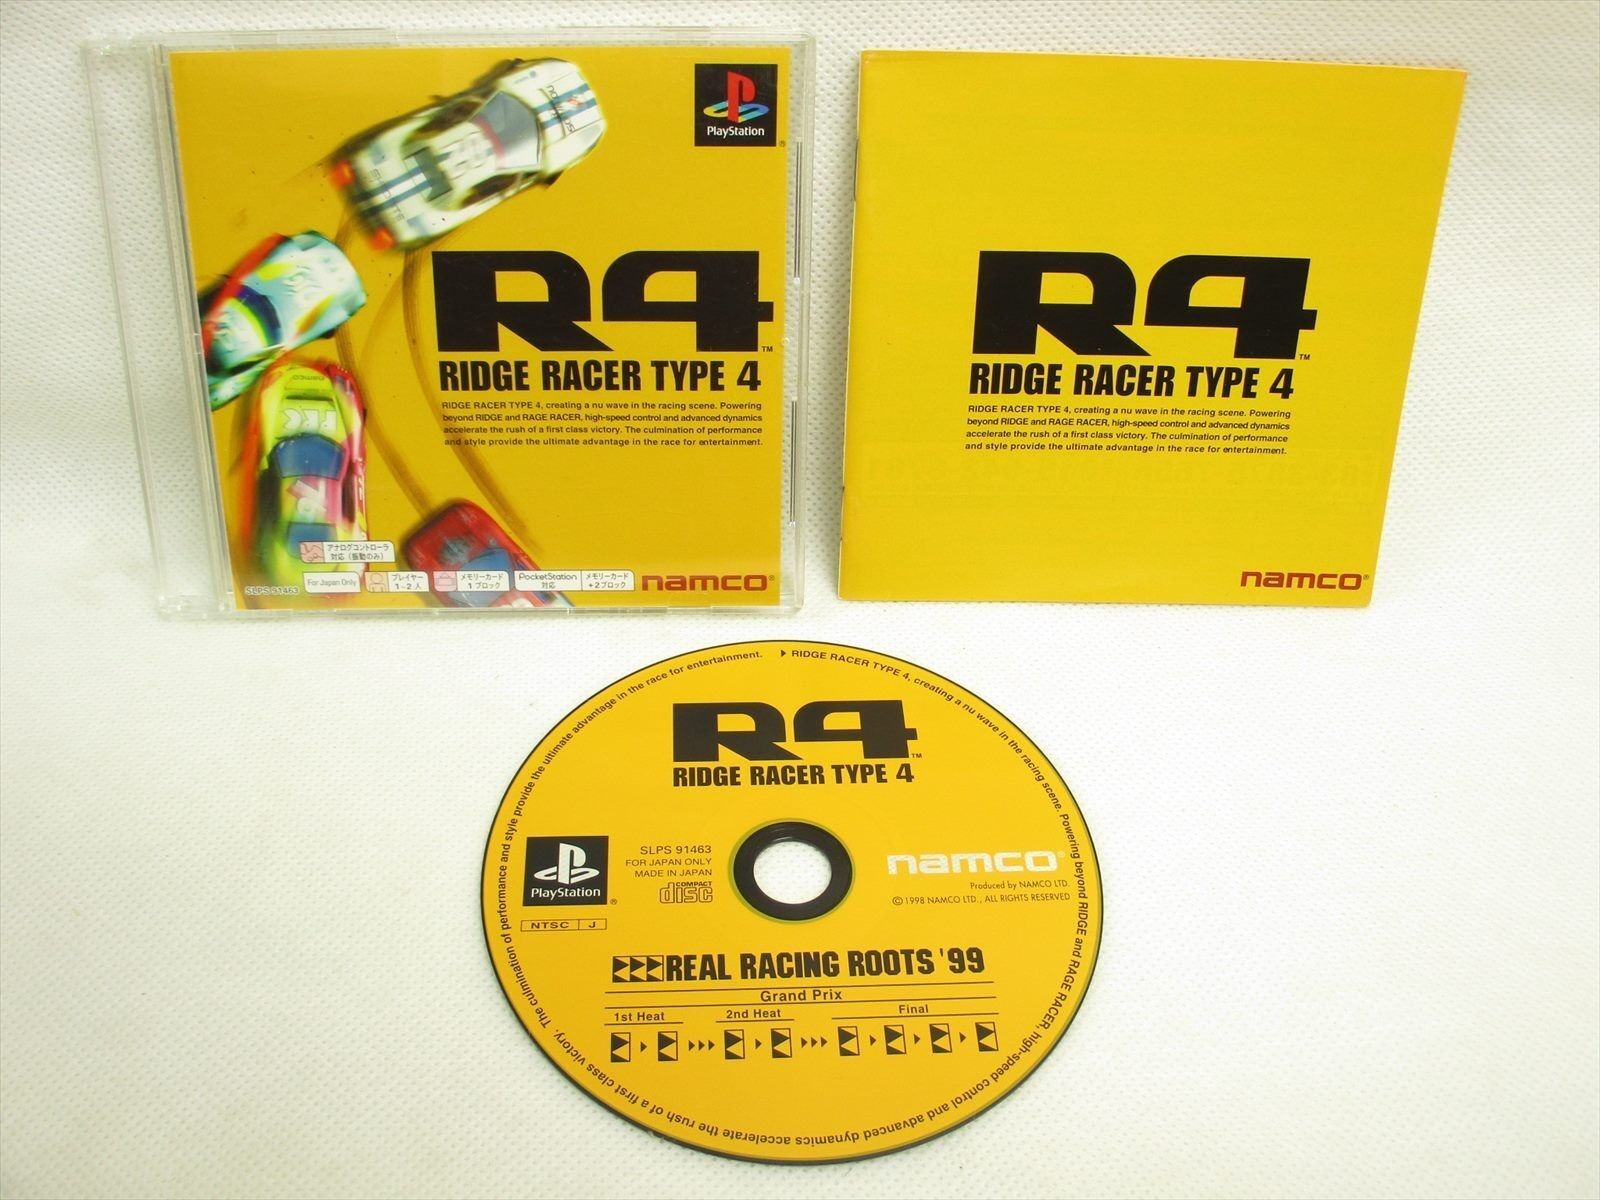 PlayStation
R4™
RIDGE RACER TYPE 4
RIDGE RACER TYPE 4, creating a nu wave in the racing scene. Powering
beyond RIDGE and RAGE RACER, high-speed control and advanced dynamics
accelerate the rush of a first class victory. The culmination of performance
and style provide the ultimate advantage in the race for entertainment.
namco
76
アナログコントローラ
対応(振動のみ)
SLPS 91463
For Japan Only
プレイヤー
1~2人
メモリーカード
1ブロック
PocketStation
対応
メモリーカード
+2ブロック
namco®
R4™
RIDGE RACER TYPE 4
RIDGE RACER TYPE 4, creating a nu wave in the racing scene. Powering
beyond RIDGE and RAGE RACER, high-speed control and advanced dynamics
accelerate the rush of a first class victory. The culmination of performance
and style provide the ultimate advantage in the race for entertainment.
namco®
RIDGE RACER TYPE 4, creating a nu wave in the racing scene. Powering beyond RIDGE and RAGE RACER, high-speed control and advanced dynamics accelerate the rush of a first class victory. The culmination of performance and style provide the ultimate advantage in the race for entertainment.
R4™
RIDGE RACER TYPE 4
PlayStation®
NTSC J
SLPS 91463
FOR JAPAN ONLY
MADE IN JAPAN
COMPACT
disc
namco®
Produced by NAMCO LTD.
©1998 NAMCO LTD., ALL RIGHTS RESERVED
REAL RACING ROOTS '99
Grand Prix
1st Heat 2nd Heat Final